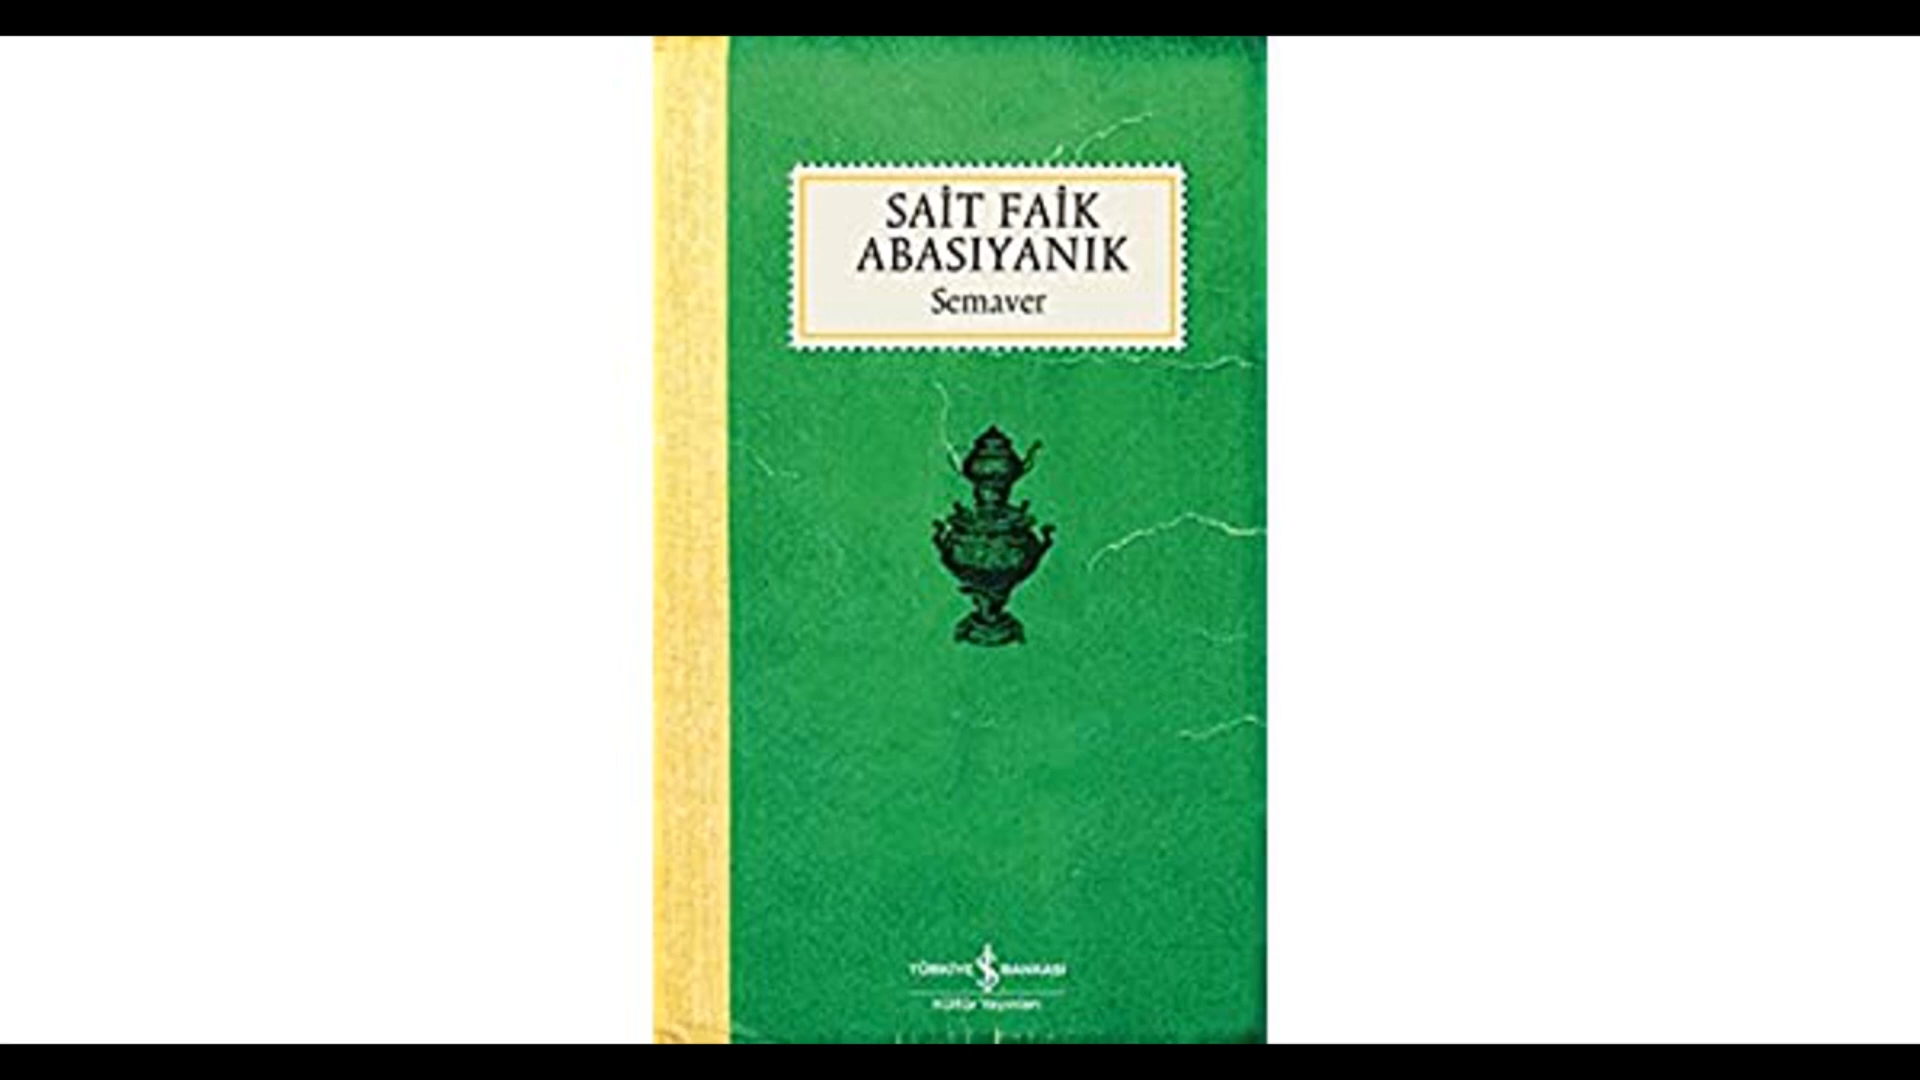 SAİT FAİK
ABASIYANIK
Semaver
TÜRKİYE İŞ BANKASI
Kültür Yayınları